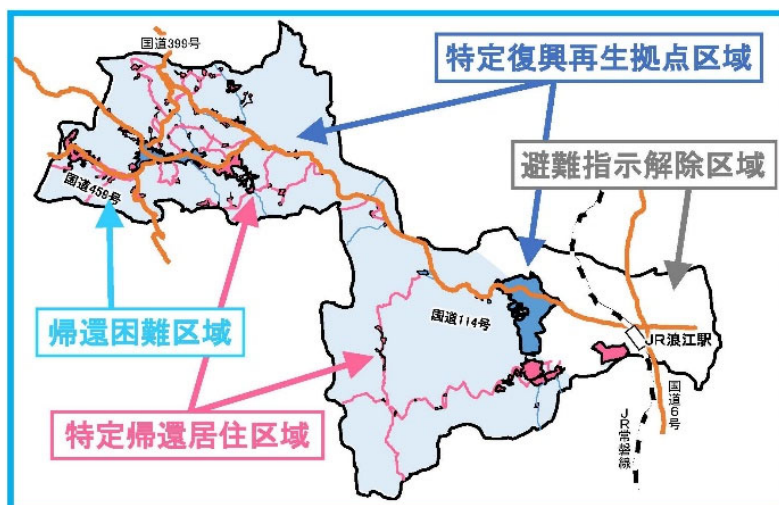 国道399号
特定復興再生拠点区域
避難指示解除区域
国道459号
帰還困難区域
国道114号
JR浪江駅
特定帰還居住区域
国道6号
JR常磐線